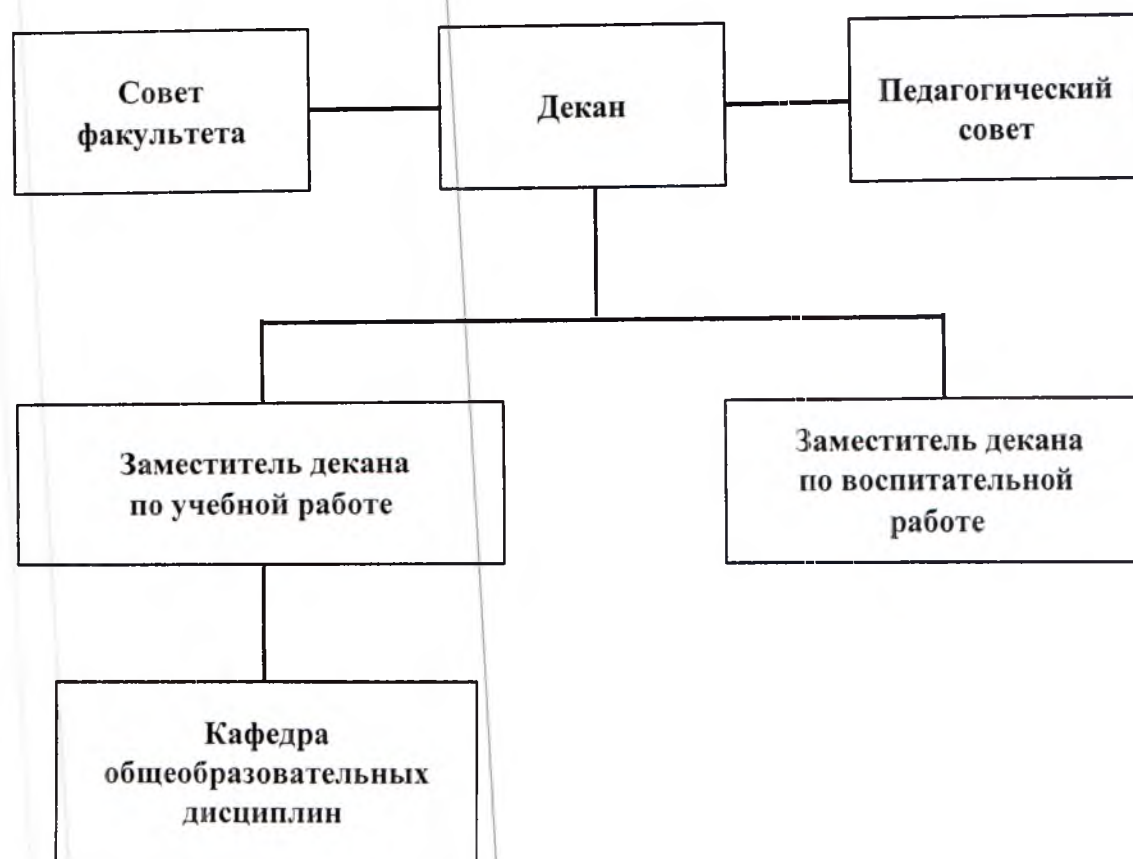 Совет
факультета
Декан
Педагогический
совет
Заместитель декана
по учебной работе
Заместитель декана
по воспитательной
работе
Кафедра
общеобразовательных
дисциплин